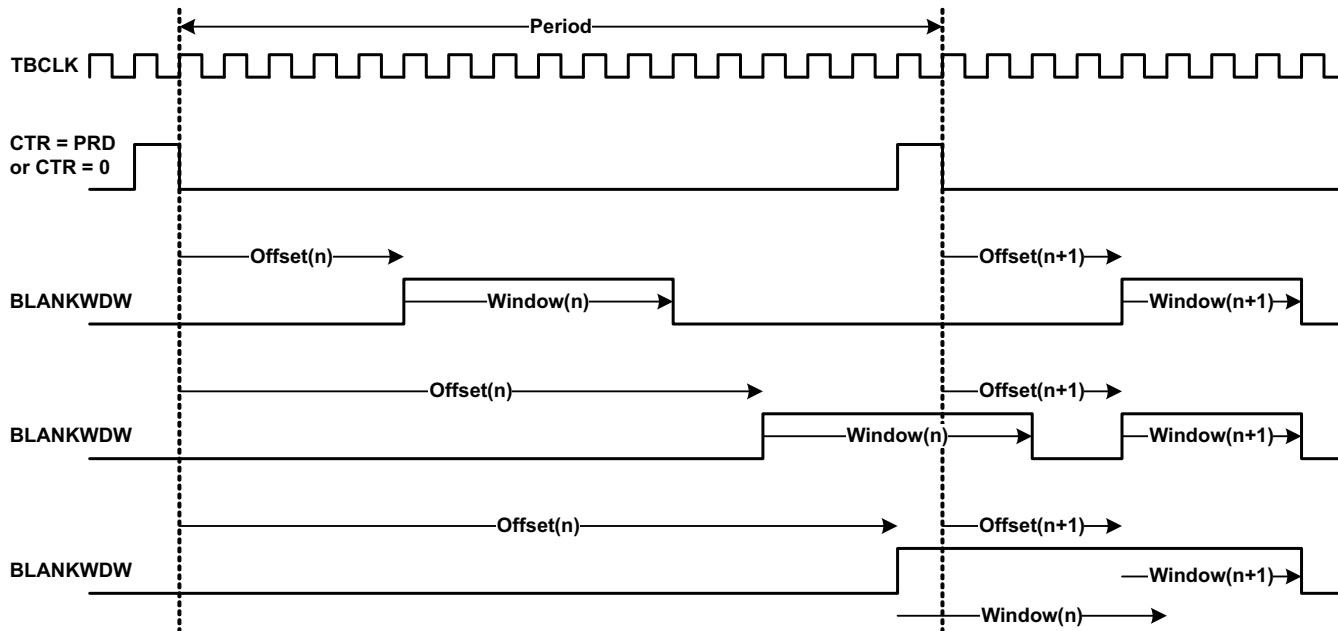 Period
TBCLK
CTR = PRD
or CTR = 0
Offset(n)
Offset(n+1)
BLANKWDW
Window(n)
Window(n+1)
Offset(n)
Offset(n+1)
BLANKWDW
Window(n)
Window(n+1)
Offset(n)
Offset(n+1)
BLANKWDW
Window(n+1)
Window(n)